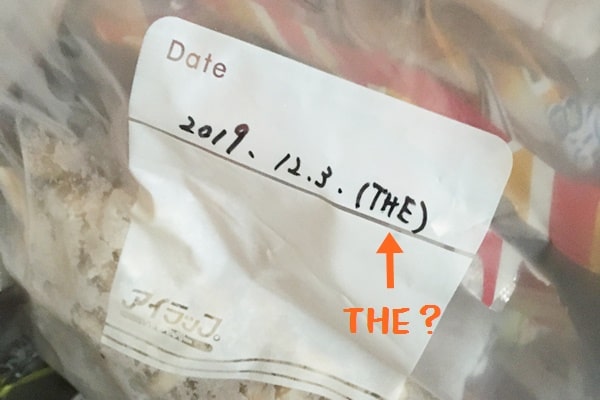 Date
2019. 12.3. (THE)
THE?
アイラップ。